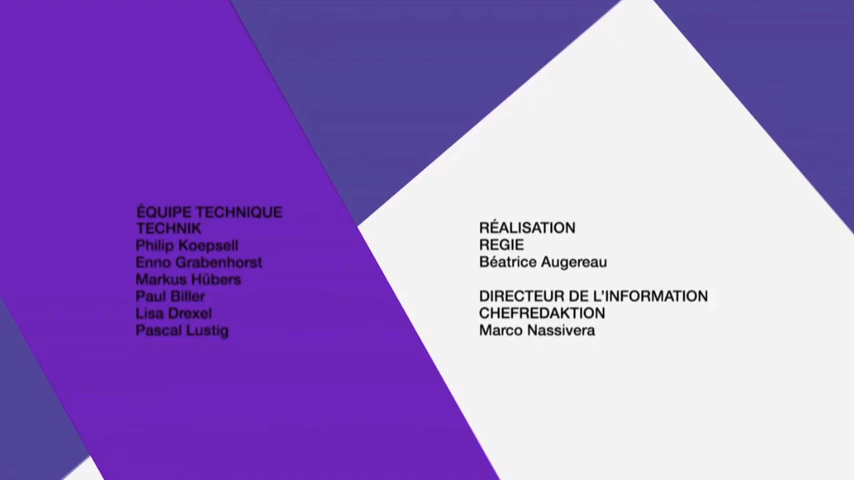 ÉQUIPE TECHNIQUE
TECHNIK
Philip Koepsell
Enno Grabenhorst
Markus Hübers
Paul Biller
Lisa Drexel
Pascal Lustig
RÉALISATION
REGIE
Béatrice Augereau
DIRECTEUR DE L'INFORMATION
CHEFREDAKTION
Marco Nassivera